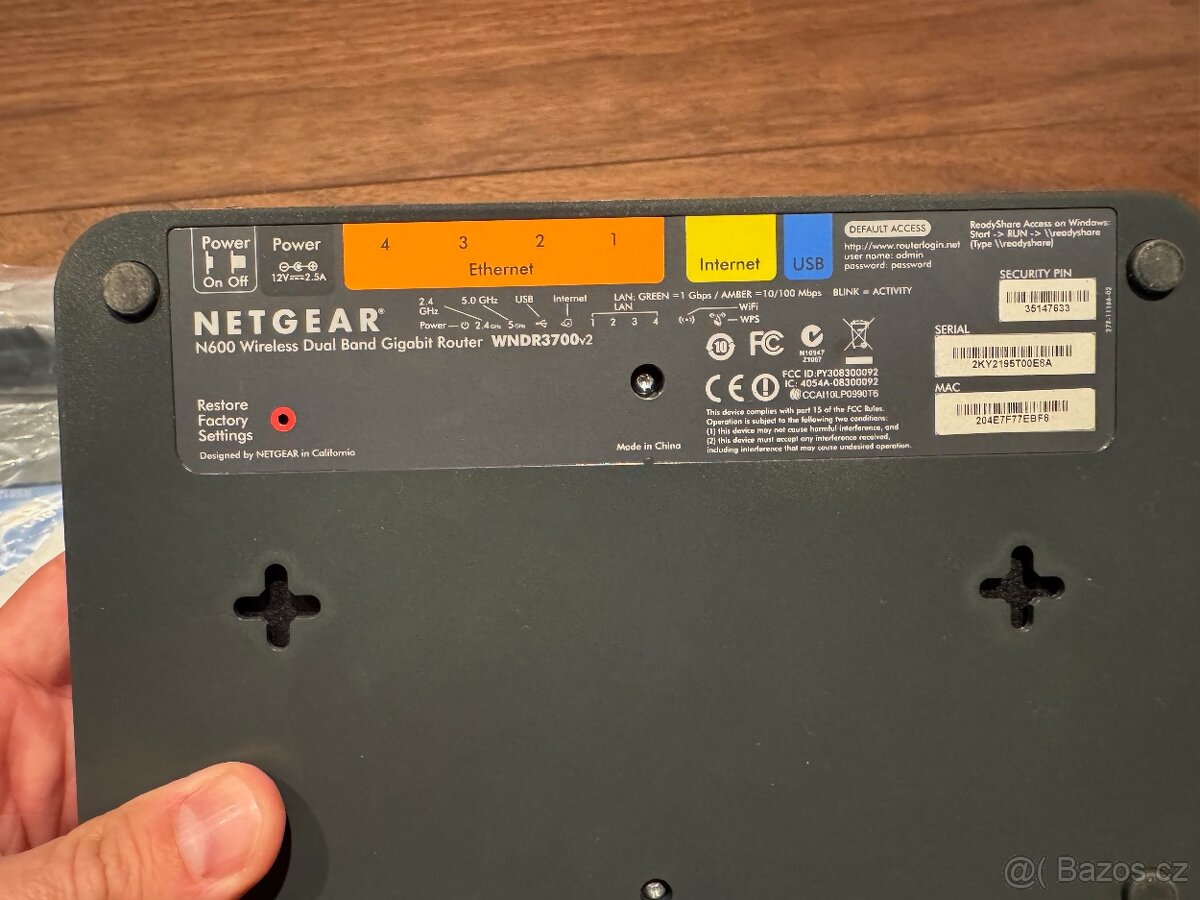 Power
On Off
Power
12V⎓2.5A
4 3 2 1
Ethernet
Internet
USB
DEFAULT ACCESS
http://www.routerlogin.net
user name: admin
password: password
ReadyShare Access on Windows:
Start -> RUN -> \\readyshare
(Type \\readyshare)
SECURITY PIN
35147633
272-11166-02
2.4 GHz
5.0 GHz
USB
Internet
LAN: GREEN =1 Gbps / AMBER =10/100 Mbps BLINK = ACTIVITY
LAN
WiFi
Power
2.4GHz
5GHz
1 2 3 4
WPS
NETGEAR®
N600 Wireless Dual Band Gigabit Router WNDR3700v2
10
FC
N10947
SERIAL
2KY2195T00E8A
CE
FCC ID:PY308300092
IC: 4054A-08300092
CCAI10LP0990T6
MAC
204E7F77EBF8
Restore
Factory
Settings
Designed by NETGEAR in California
Made in China
This device complies with part 15 of the FCC Rules.
Operation is subject to the following two conditions:
(1) this device may not cause harmful interference, and
(2) this device must accept any interference received,
including interference that may cause undesired operation.
@( Bazos.cz